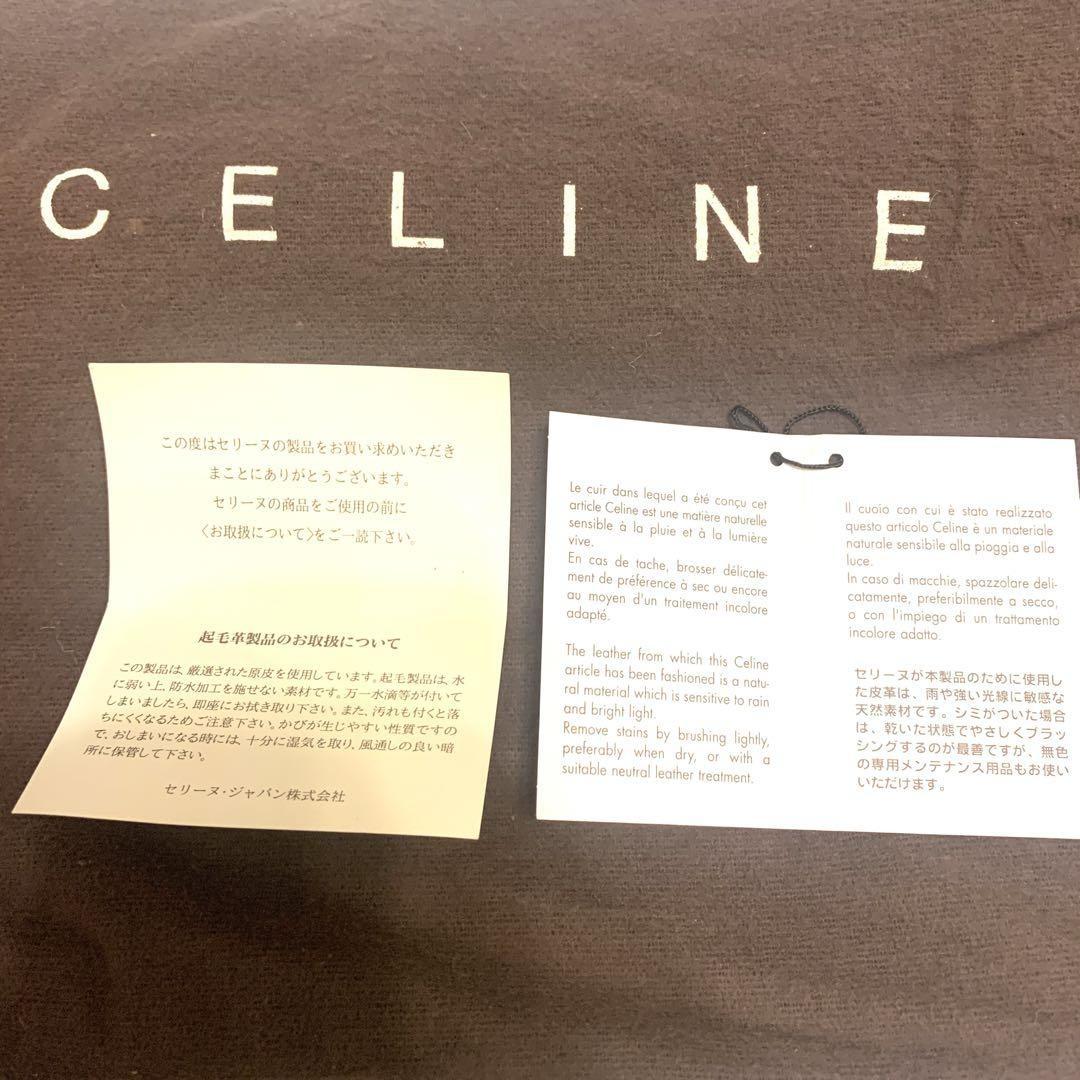 CELINE
この度はセリーヌの製品をお買い求めいただき
まことにありがとうございます。
セリーヌの商品をご使用の前に
〈お取扱について〉をご一読下さい。
起毛革製品のお取扱について
この製品は、厳選された原皮を使用しています。起毛製品は、水
に弱い上、防水加工を施せない素材です。万一水滴等が付いて
しまいましたら、即座にお拭き取り下さい。また、汚れも付くと落
ちにくくなるためご注意下さい。かびが生じやすい性質ですの
で、おしまいになる時には、十分に湿気を取り、風通しの良い暗
所に保管して下さい。
セリーヌ・ジャパン株式会社
Le cuir dans lequel a été conçu cet
article Celine est une matière naturelle
sensible à la pluie et à la lumière
vive.
En cas de tache, brosser délicate-
ment de préférence à sec ou encore
au moyen d'un traitement incolore
adapté.
The leather from which this Celine
article has been fashioned is a natu-
ral material which is sensitive to rain
and bright light.
Remove stains by brushing lightly,
preferably when dry, or with a
suitable neutral leather treatment.
Il cuoio con cui è stato realizzato
questo articolo Celine è un materiale
naturale sensibile alla pioggia e alla
luce.
In caso di macchie, spazzolare deli-
catamente, preferibilmente a secco,
o con l'impiego di un trattamento
incolore adatto.
セリーヌが本製品のために使用し
た皮革は、雨や強い光線に敏感な
天然素材です。シミがついた場合
は、乾いた状態でやさしくブラッ
シングするのが最善ですが、無色
の専用メンテナンス用品もお使い
いただけます。